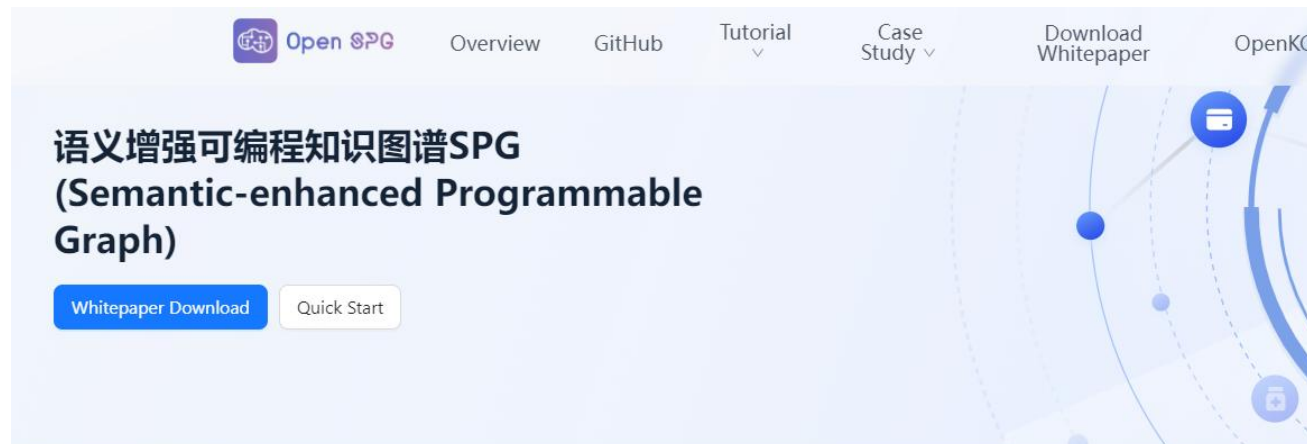 Open SPG
Overview
GitHub
Tutorial
Case
Study
Download
Whitepaper
语义增强可编程知识图谱SPG
(Semantic-enhanced Programmable
Graph)
Whitepaper Download
Quick Start